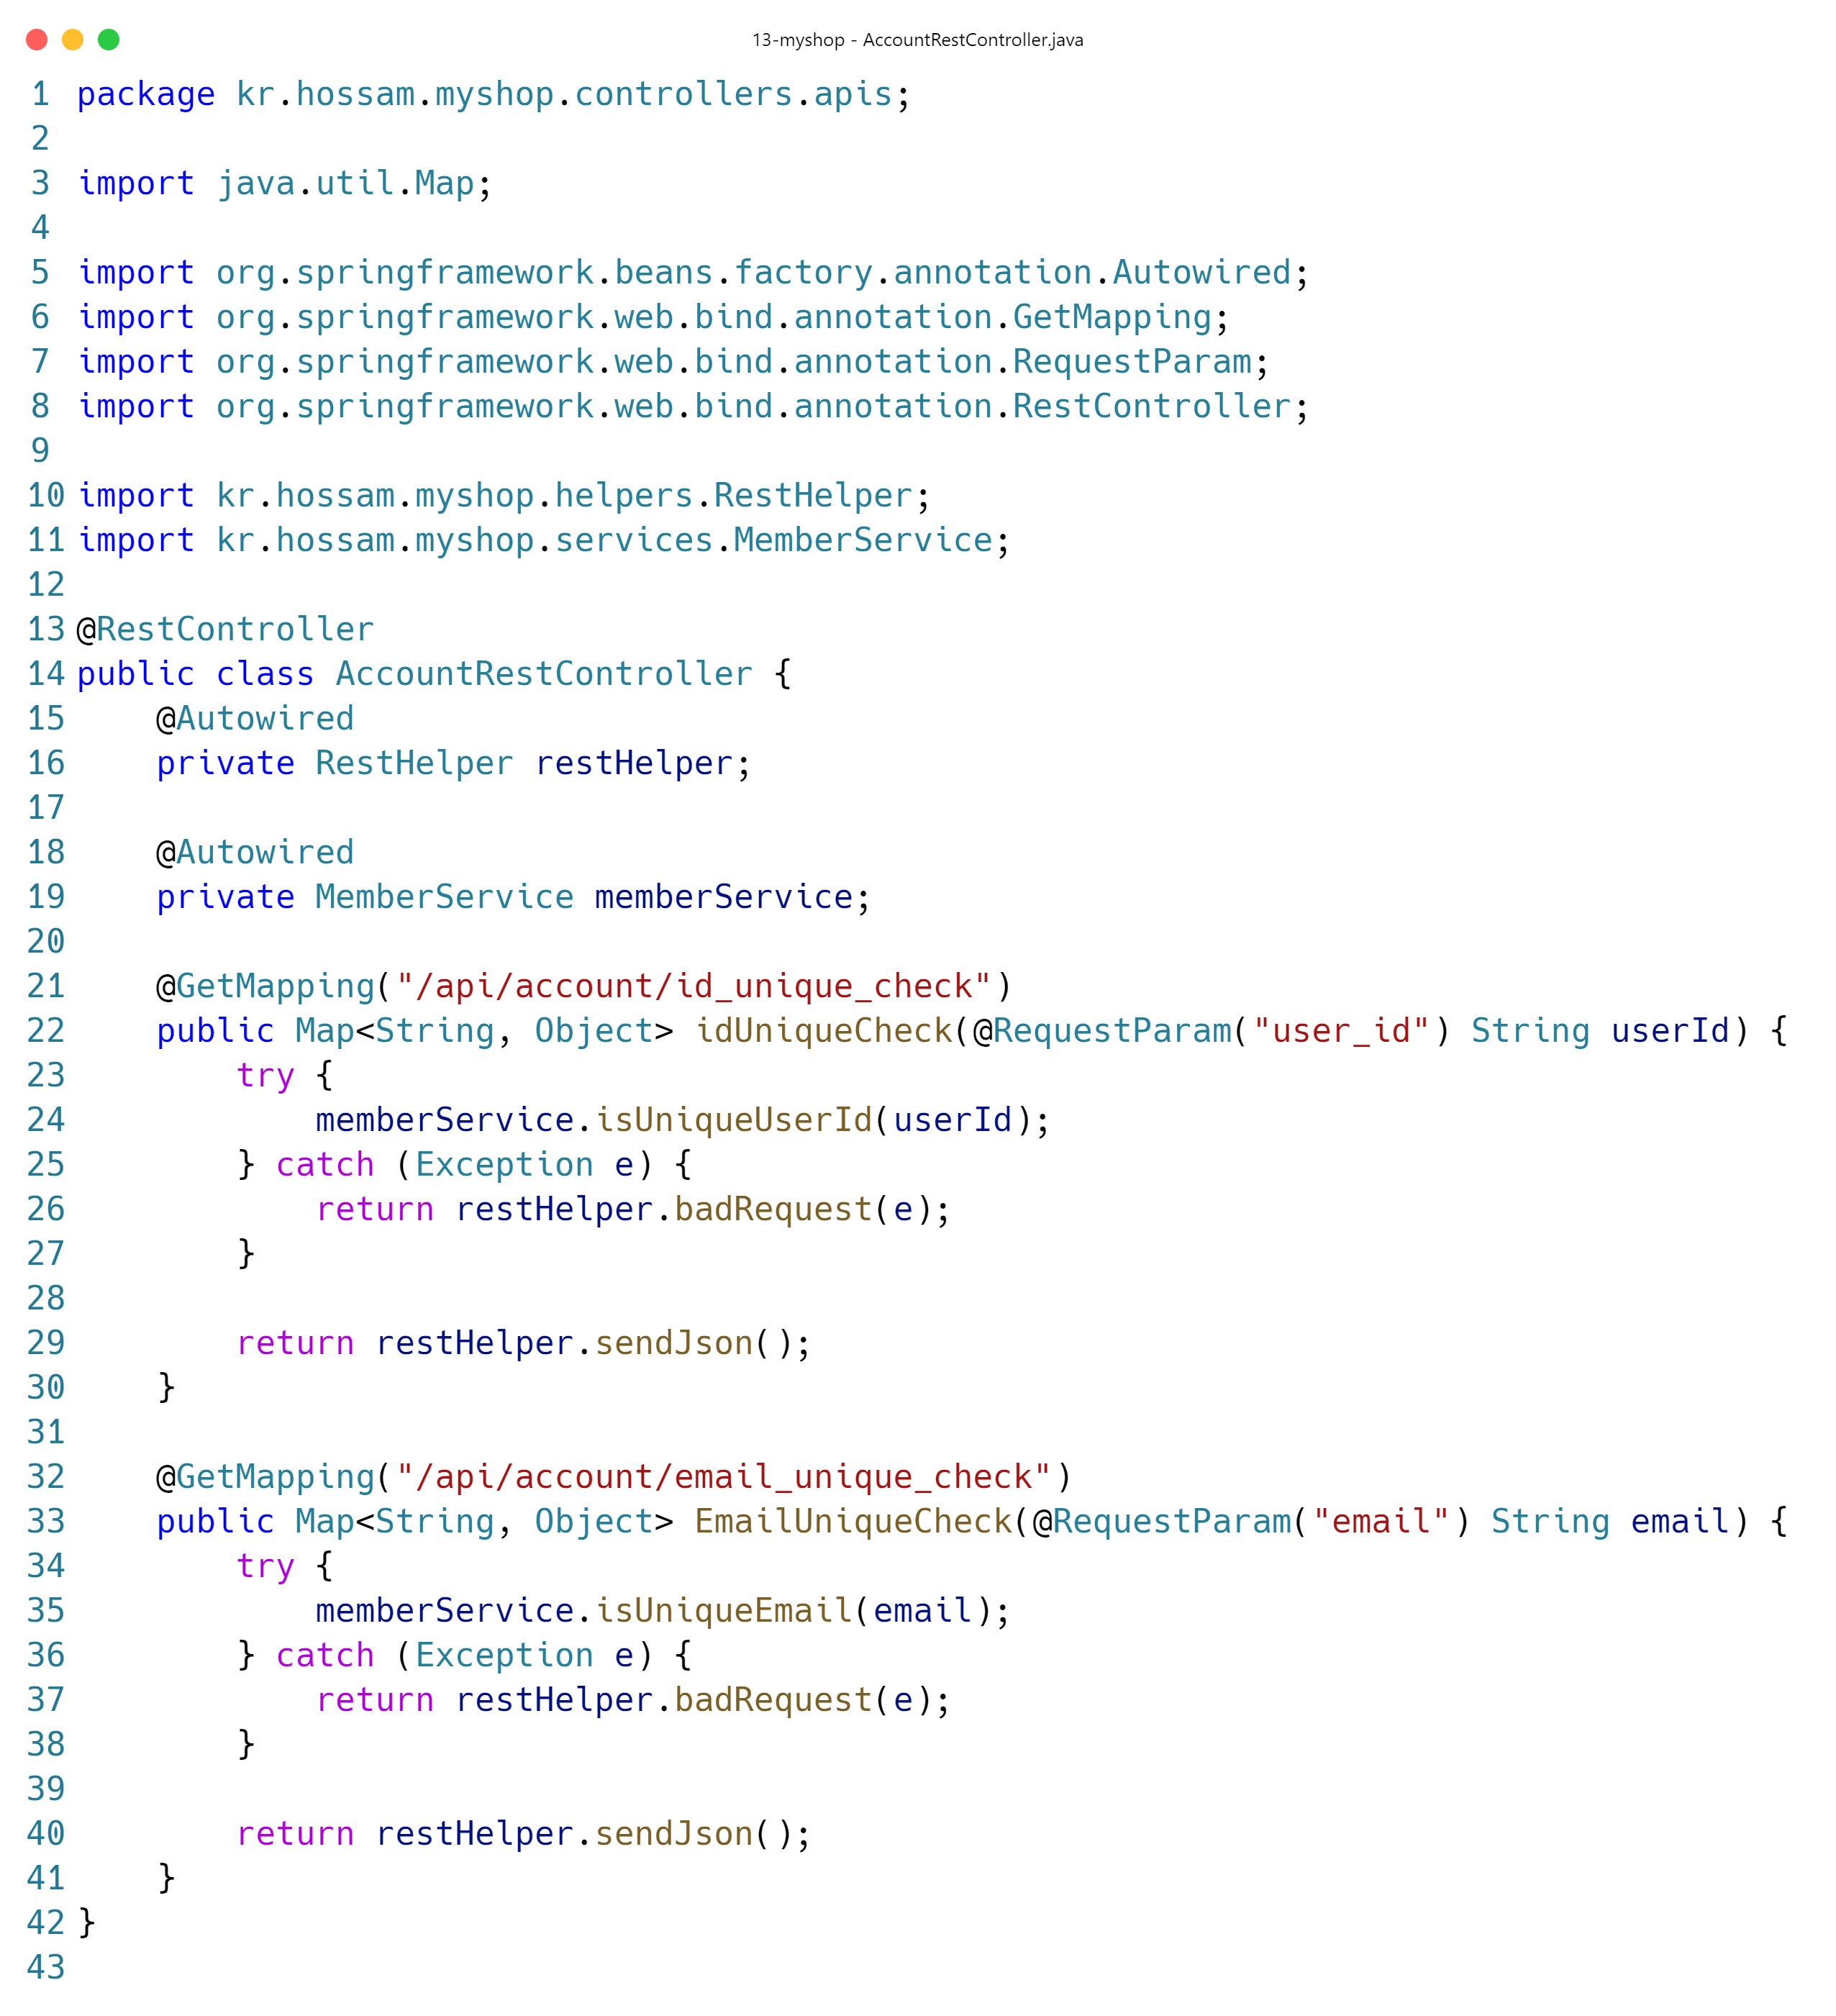 13-myshop - AccountRestController.java
1 package kr.hossam.myshop.controllers.apis;
2
3 import java.util.Map;
4
5 import org.springframework.beans.factory.annotation.Autowired;
6 import org.springframework.web.bind.annotation.GetMapping;
7 import org.springframework.web.bind.annotation.RequestParam;
8 import org.springframework.web.bind.annotation.RestController;
9
10 import kr.hossam.myshop.helpers.RestHelper;
11 import kr.hossam.myshop.services.MemberService;
12
13 @RestController
14 public class AccountRestController {
15     @Autowired
16     private RestHelper restHelper;
17
18     @Autowired
19     private MemberService memberService;
20
21     @GetMapping("/api/account/id_unique_check")
22     public Map<String, Object> idUniqueCheck(@RequestParam("user_id") String userId) {
23         try {
24             memberService.isUniqueUserId(userId);
25         } catch (Exception e) {
26             return restHelper.badRequest(e);
27         }
28
29         return restHelper.sendJson();
30     }
31
32     @GetMapping("/api/account/email_unique_check")
33     public Map<String, Object> EmailUniqueCheck(@RequestParam("email") String email) {
34         try {
35             memberService.isUniqueEmail(email);
36         } catch (Exception e) {
37             return restHelper.badRequest(e);
38         }
39
40         return restHelper.sendJson();
41     }
42 }
43